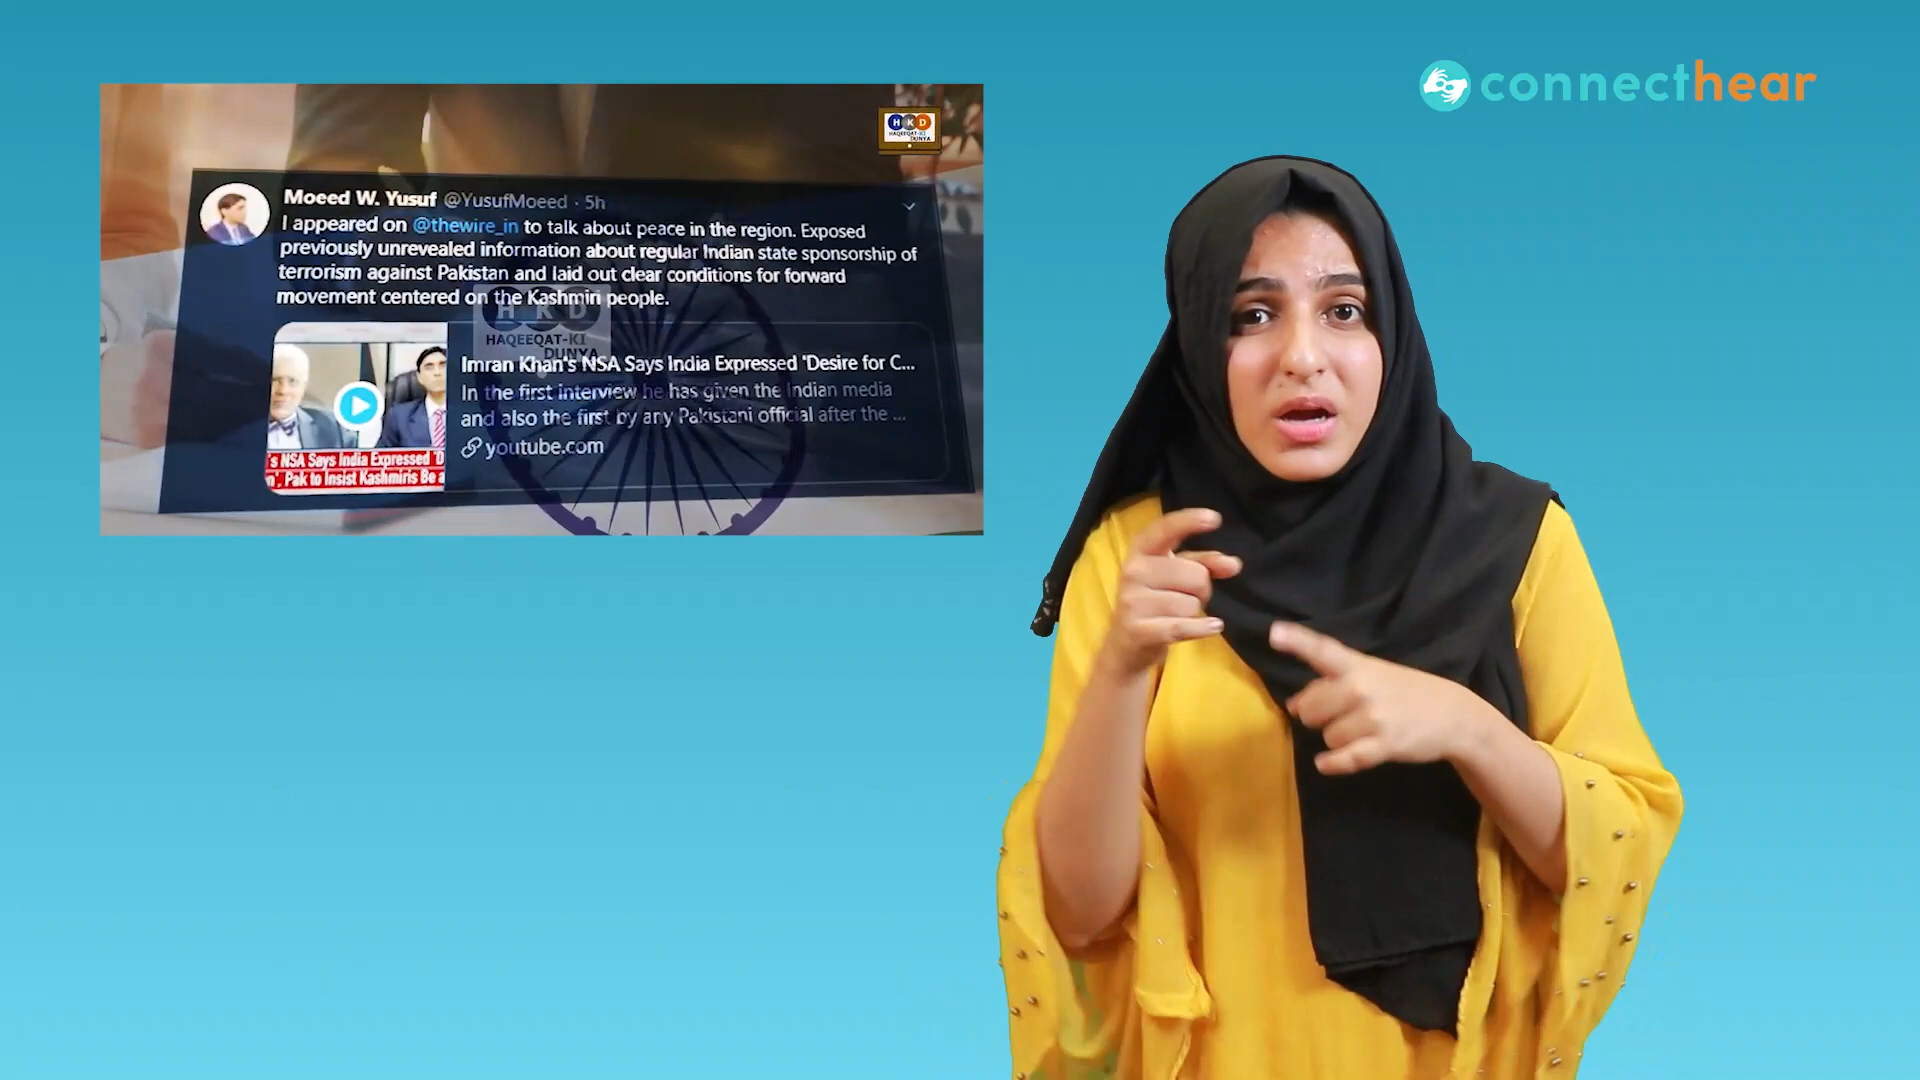 connecthear
HKD
HAQEEQAT-KI
DUNYA
Moeed W. Yusuf @YusufMoeed · 5h
I appeared on @thewire_in to talk about peace in the region. Exposed
previously unrevealed information about regular Indian state sponsorship of
terrorism against Pakistan and laid out clear conditions for forward
movement centered on the Kashmiri people.
HKD
HAQEEQAT-KI
DUNYA
Imran Khan's NSA Says India Expressed 'Desire for C...
In the first interview he has given the Indian media
and also the first by any Pakistani official after the ...
youtube.com
's NSA Says India Expressed 'D
n', Pak to Insist Kashmiris Be a